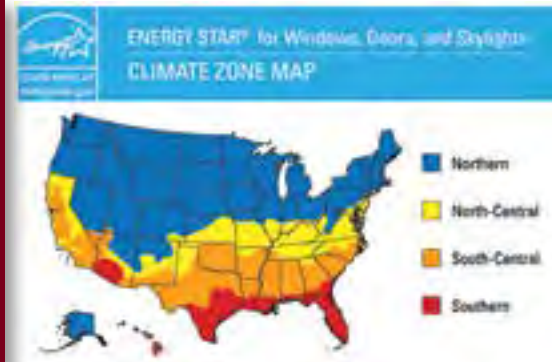 ENERGY STAR® for Windows, Doors, and Skylights
CLIMATE ZONE MAP
Northern
North-Central
South-Central
Southern